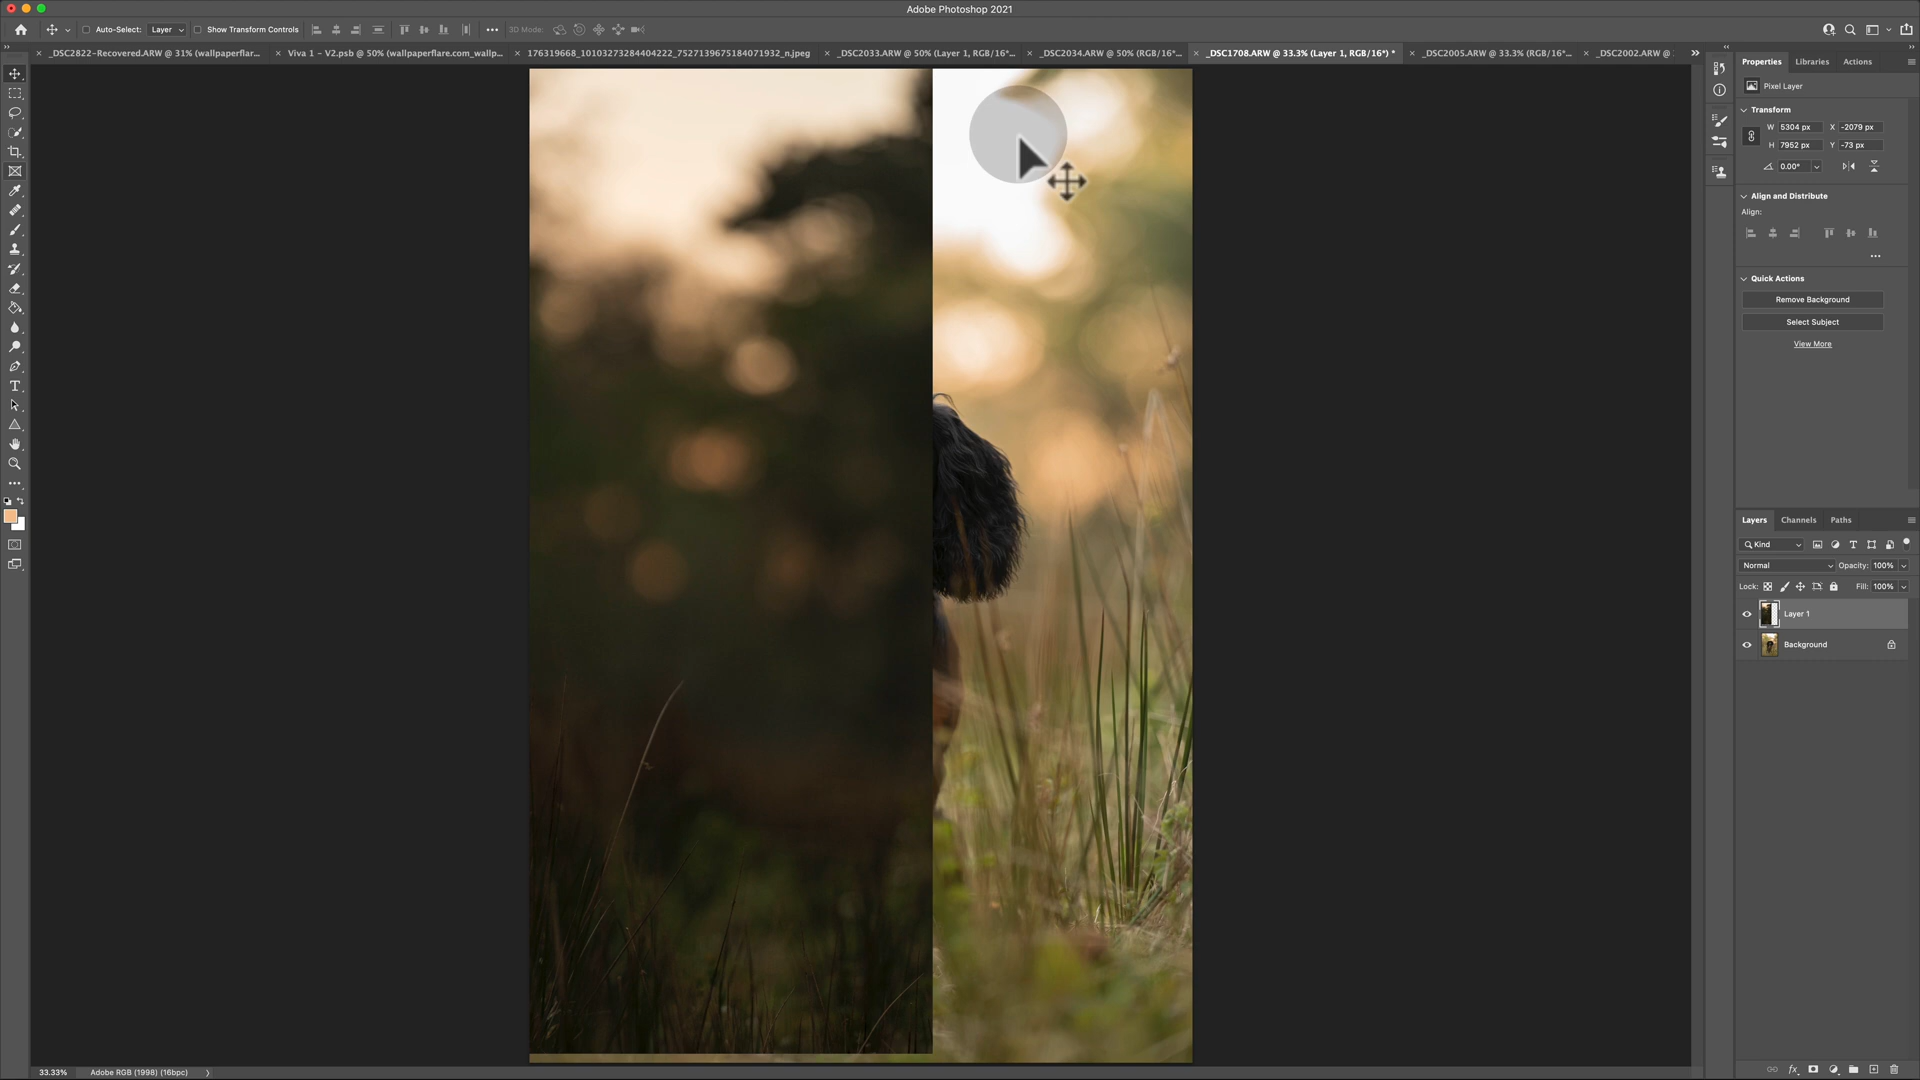 Adobe Photoshop 2021
Auto-Select: Layer Show Transform Controls 3D Mode:
_DSC2822-Recovered.ARW @ 31% (wallpaperflar... Viva 1 - V2.psb @ 50% (wallpaperflare.com_wallp... 176319668_10103273284404222_7527139675184071932_n.jpeg _DSC2033.ARW @ 50% (Layer 1, RGB/16*... _DSC2034.ARW @ 50% (RGB/16*... _DSC1708.ARW @ 33.3% (Layer 1, RGB/16*) * _DSC2005.ARW @ 33.3% (RGB/16*... _DSC2002.ARW @
Properties Libraries Actions
Pixel Layer
Transform
W 5304 px X -2079 px
H 7952 px Y -73 px
0.00°
Align and Distribute
Align:
Quick Actions
Remove Background
Select Subject
View More
Layers Channels Paths
Kind
Normal Opacity: 100%
Lock: Fill: 100%
Layer 1
Background
33.33% Adobe RGB (1998) (16bpc)